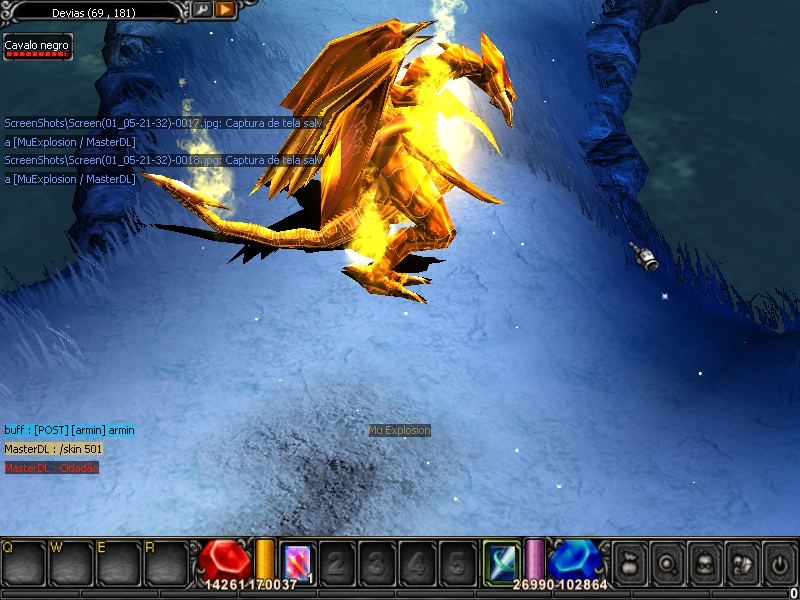 Devias (69 , 181)
Cavalo negro
ScreenShots\Screen(01_05-21-32)-0017.jpg: Captura de tela salv
a [MuExplosion / MasterDL]
ScreenShots\Screen(01_05-21-32)-0018.jpg: Captura de tela salv
a [MuExplosion / MasterDL]
buff : [POST] [armin] armin
Mu Explosion
MasterDL : /skin 501
MasterDL : Cidadão
Q W E R
1 2 3 4 5
14261 170037 26990 102864
0